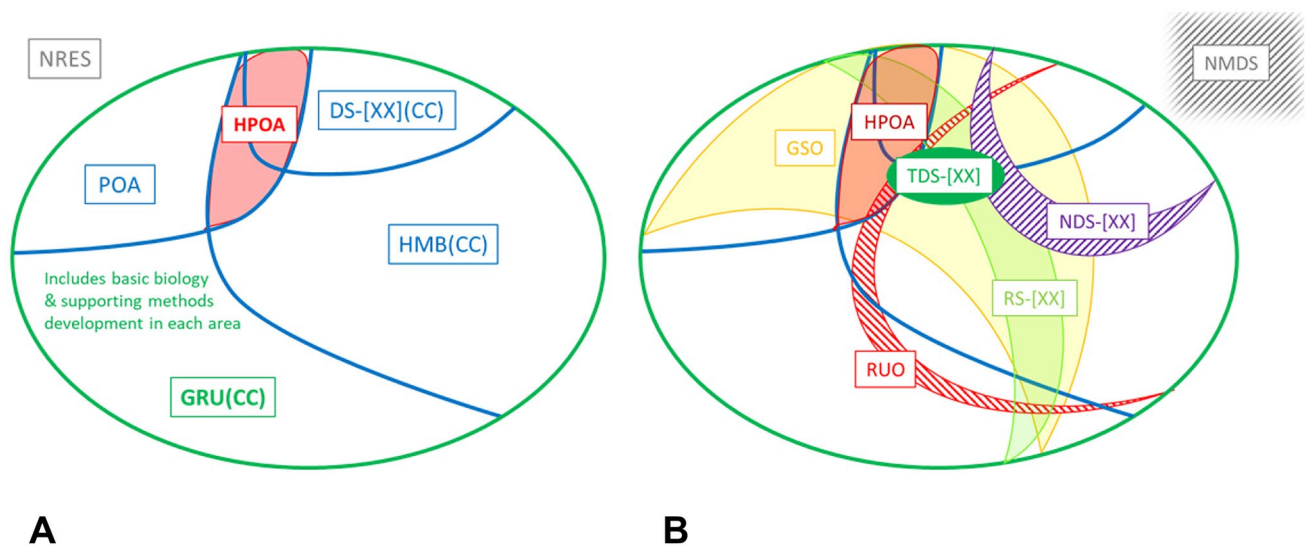 NRES
HPOA
DS-[XX](CC)
POA
HMB(CC)
Includes basic biology
& supporting methods
development in each area
GRU(CC)
A
NMDS
HPOA
GSO
TDS-[XX]
NDS-[XX]
RS-[XX]
RUO
B